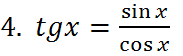 4. tgx = sin x / cos x